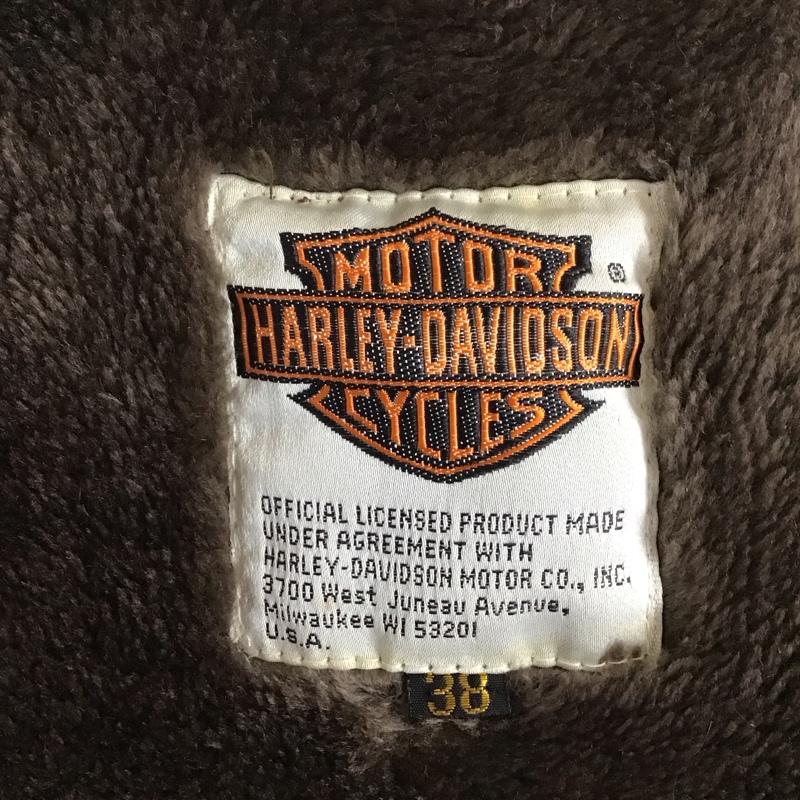 MOTOR
®
HARLEY-DAVIDSON
CYCLES
OFFICIAL LICENSED PRODUCT MADE
UNDER AGREEMENT WITH
HARLEY-DAVIDSON MOTOR CO., INC.
3700 West Juneau Avenue,
Milwaukee WI 53201
U.S.A.
38